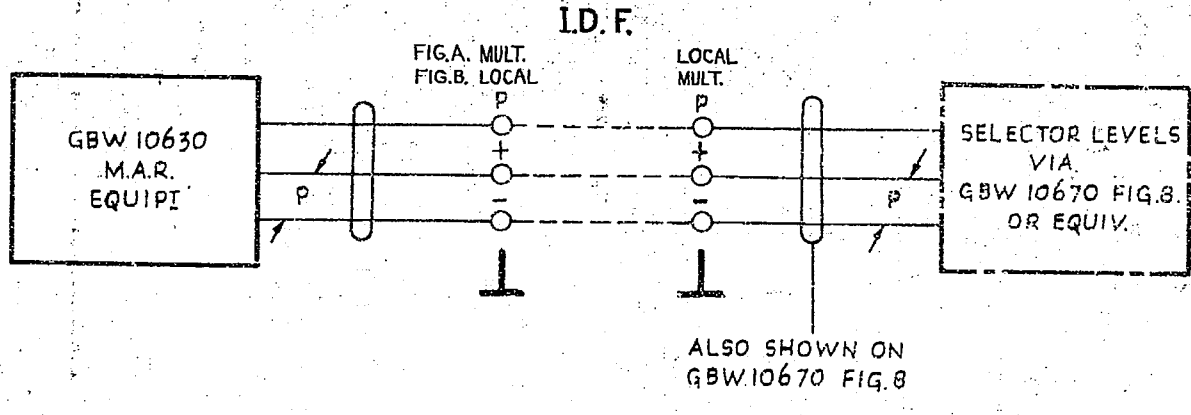 I.D.F.
FIG.A. MULT.
FIG.B. LOCAL
LOCAL
MULT.
P
P
GBW 10630
M.A.R.
EQUIPT
+
+
P
-
-
SELECTOR LEVELS
VIA
GBW 10670 FIG.8.
OR EQUIV.
P
ALSO SHOWN ON
GBW.10670 FIG.8